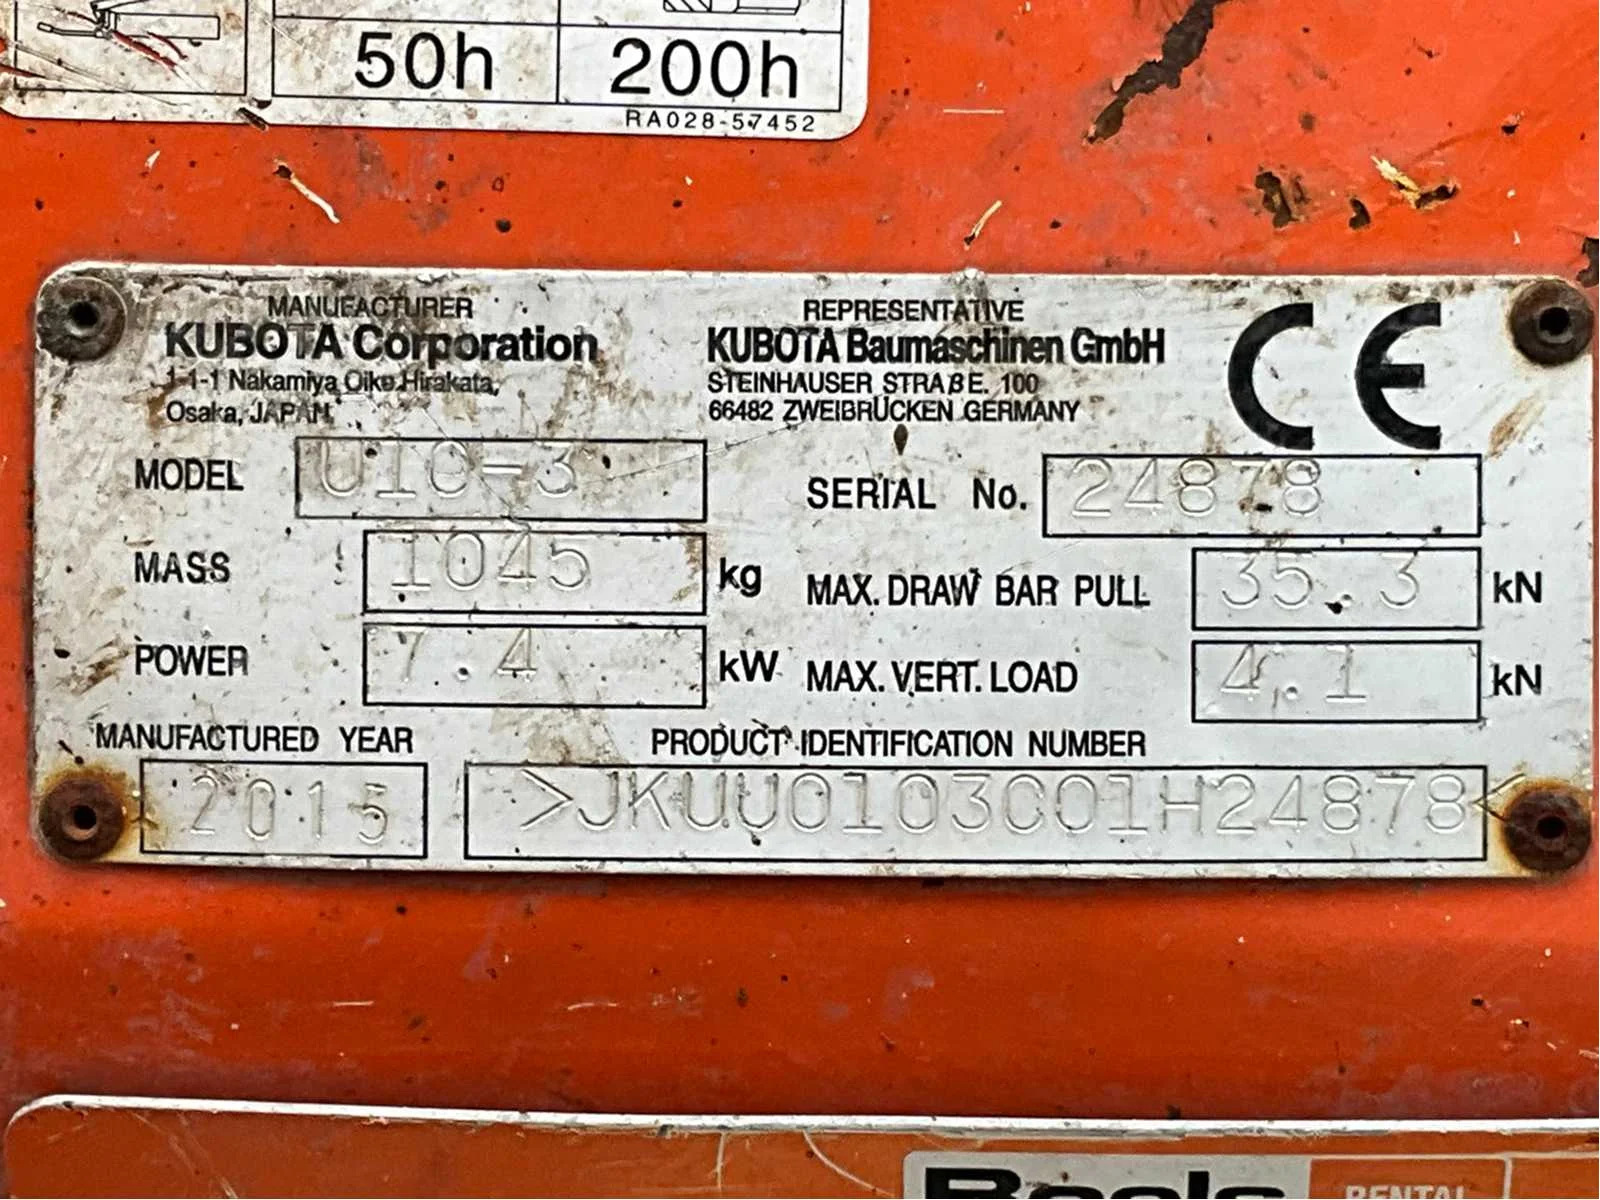 50h 200h
RA028-57452
MANUFACTURER
KUBOTA Corporation
1-1-1 Nakamiya Oike Hirakata,
Osaka, JAPAN
REPRESENTATIVE
KUBOTA Baumaschinen GmbH
STEINHAUSER STRAßE. 100
66482 ZWEIBRÜCKEN GERMANY
CE
MODEL U10-3
SERIAL No. 24878
MASS 1045 kg
MAX. DRAW BAR PULL 35.3 kN
POWER 7.4 kW
MAX. VERT. LOAD 4.1 kN
MANUFACTURED YEAR
2015
PRODUCT IDENTIFICATION NUMBER
>JKUU0103C01H24878<
Boels RENTAL